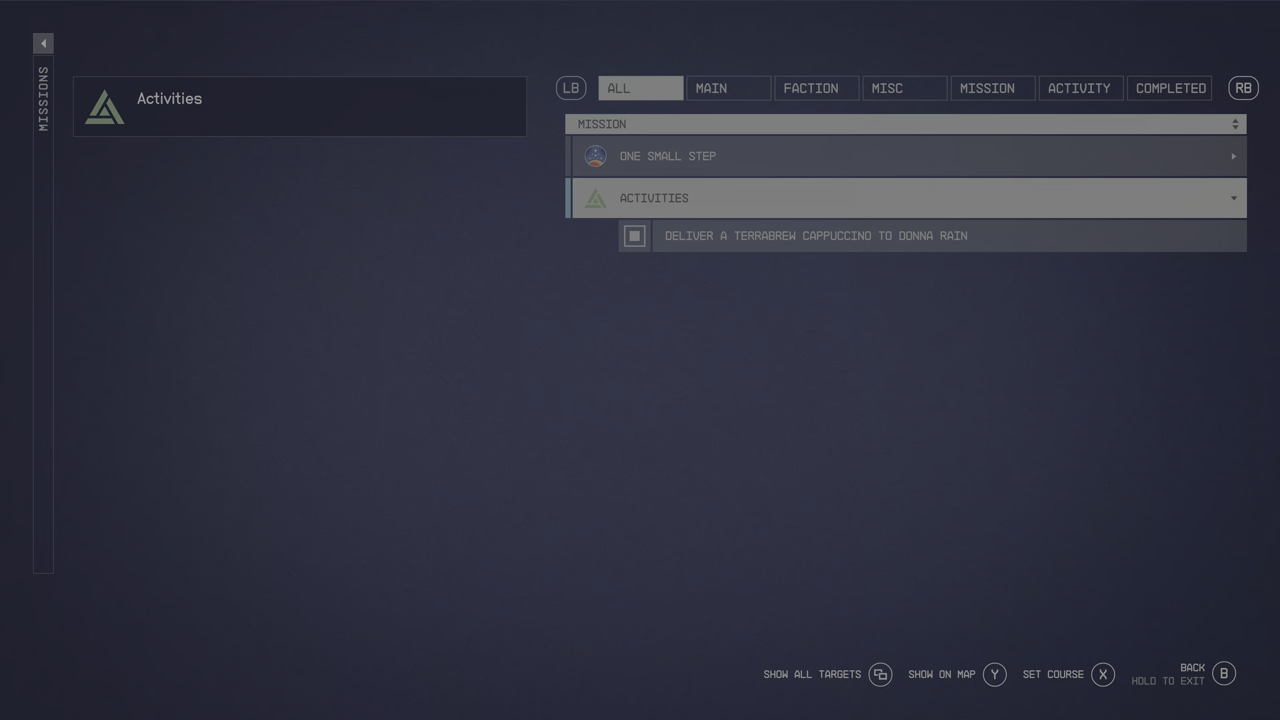 MISSIONS
Activities
LB ALL MAIN FACTION MISC MISSION ACTIVITY COMPLETED RB
MISSION
ONE SMALL STEP
ACTIVITIES
DELIVER A TERRABREW CAPPUCCINO TO DONNA RAIN
SHOW ALL TARGETS SHOW ON MAP Y SET COURSE X BACK B
HOLD TO EXIT